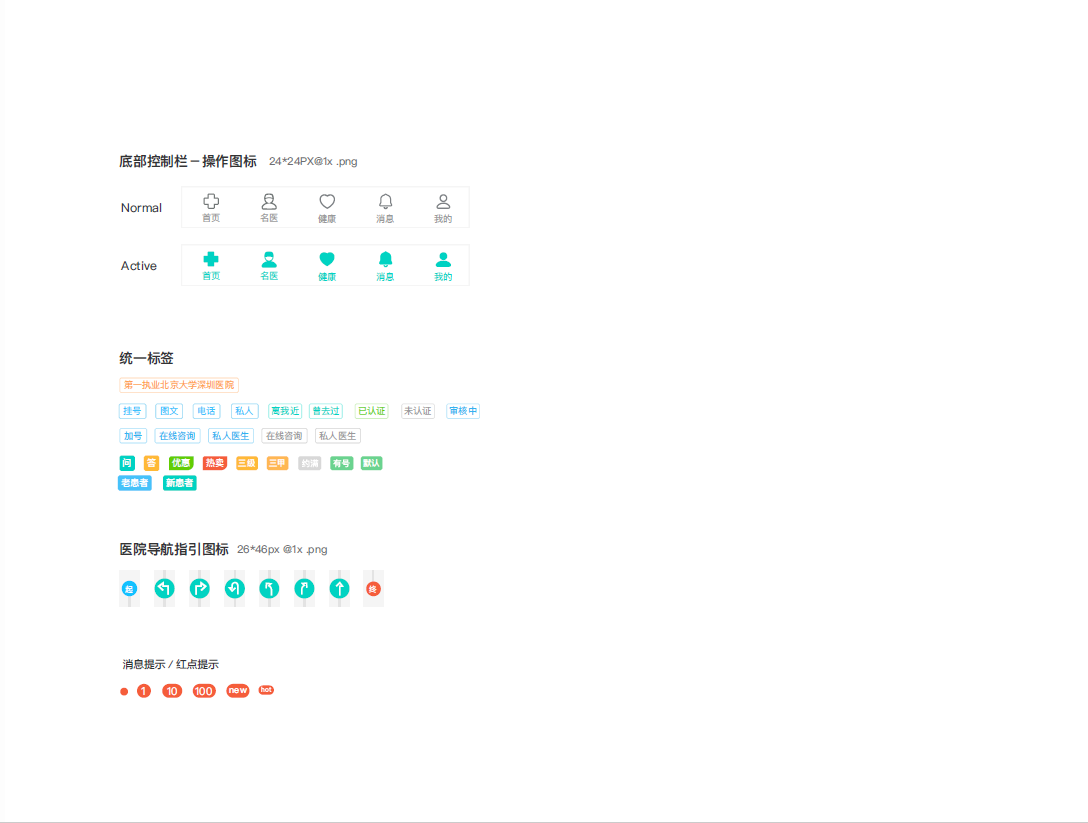 底部控制栏－操作图标 24*24PX@1x .png
Normal
首页 名医 健康 消息 我的
Active
首页 名医 健康 消息 我的
统一标签
第一执业北京大学深圳医院
挂号 图文 电话 私人 离我近 曾去过 已认证 未认证 审核中
加号 在线咨询 私人医生 在线咨询 私人医生
问 答 优惠 热卖 三级 三甲 约满 有号 默认
老患者 新患者
医院导航指引图标 26*46px @1x .png
起 终
消息提示 / 红点提示
1 10 100 new hot